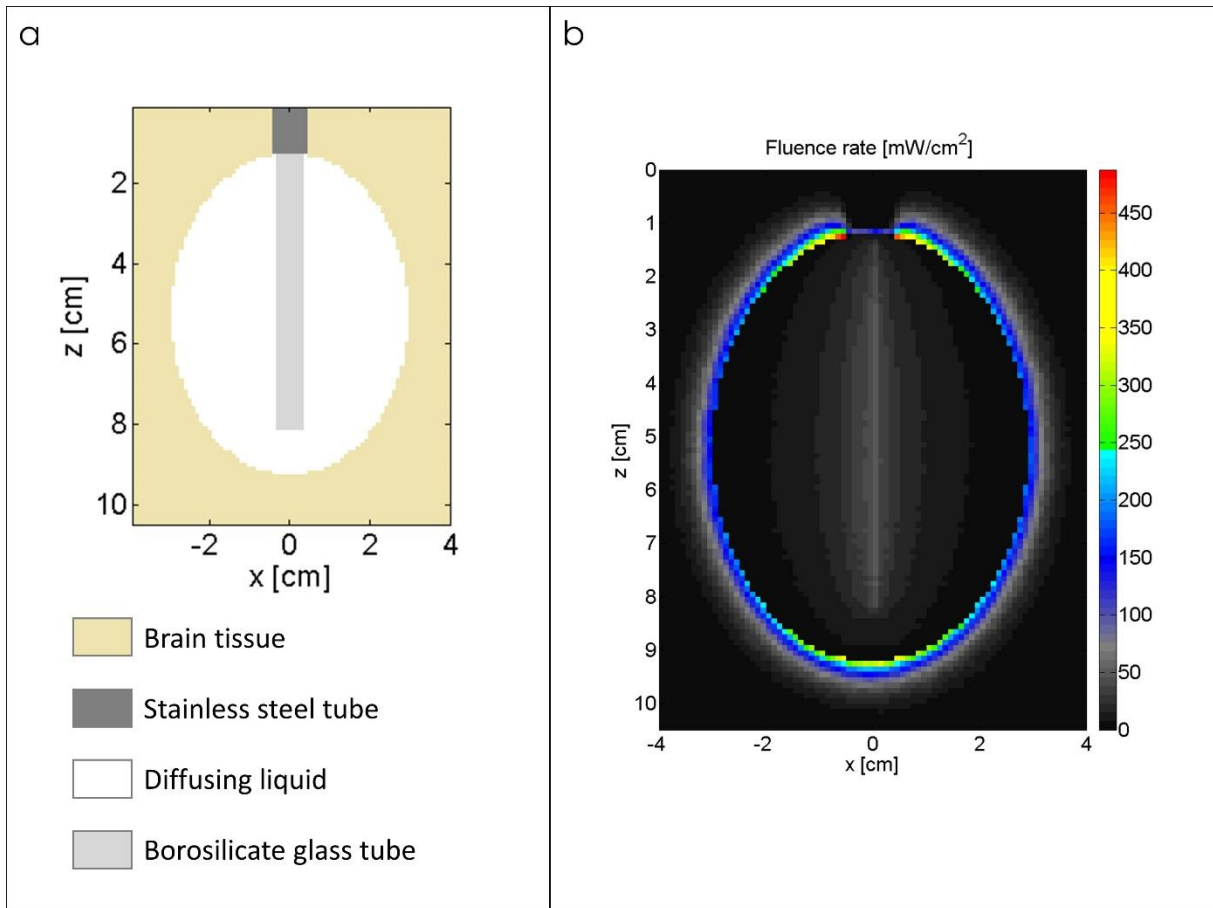 a
2
4
6
8
10
z [cm]
-2 0 2 4
x [cm]
Brain tissue
Stainless steel tube
Diffusing liquid
Borosilicate glass tube
b
Fluence rate [mW/cm²]
0
1
2
3
4
5
6
7
8
9
10
z [cm]
-4 -2 0 2 4
x [cm]
450
400
350
300
250
200
150
100
50
0